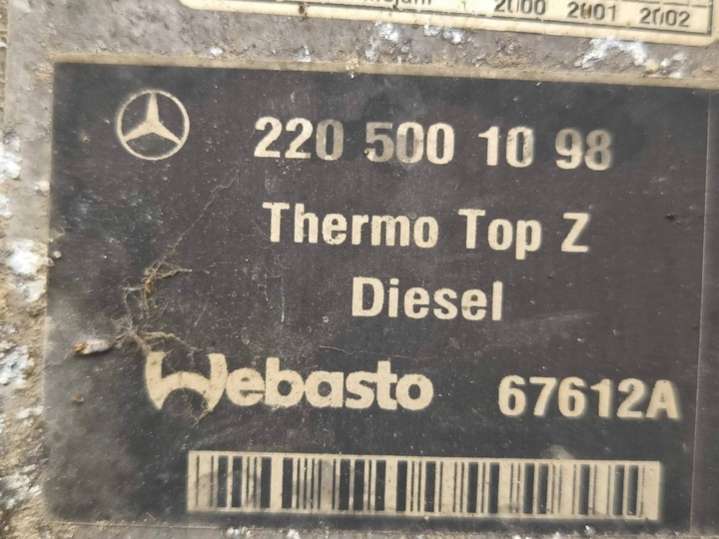 2000 2001 2002
220 500 10 98
Thermo Top Z
Diesel
Webasto 67612A